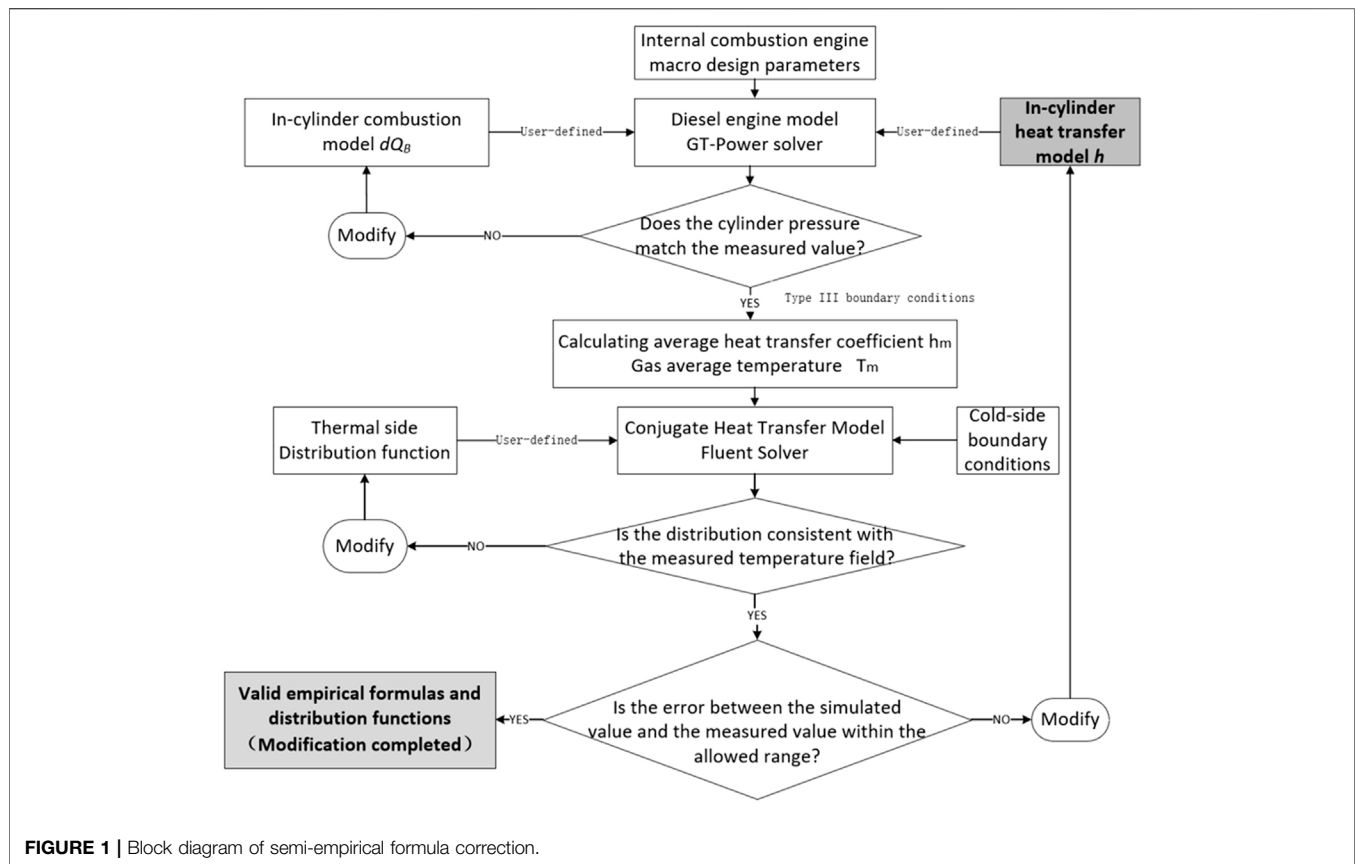 Internal combustion engine
macro design parameters
In-cylinder combustion
model dQB
User-defined
Diesel engine model
GT-Power solver
User-defined
In-cylinder
heat transfer
model h
Modify
NO
Does the cylinder pressure
match the measured value?
YES
Type III boundary conditions
Calculating average heat transfer coefficient hm
Gas average temperature Tm
Thermal side
Distribution function
User-defined
Conjugate Heat Transfer Model
Fluent Solver
Cold-side
boundary
conditions
Modify
NO
Is the distribution consistent with
the measured temperature field?
YES
Valid empirical formulas and
distribution functions
（Modification completed）
YES
Is the error between the simulated
value and the measured value within the
allowed range?
NO
Modify
FIGURE 1 | Block diagram of semi-empirical formula correction.